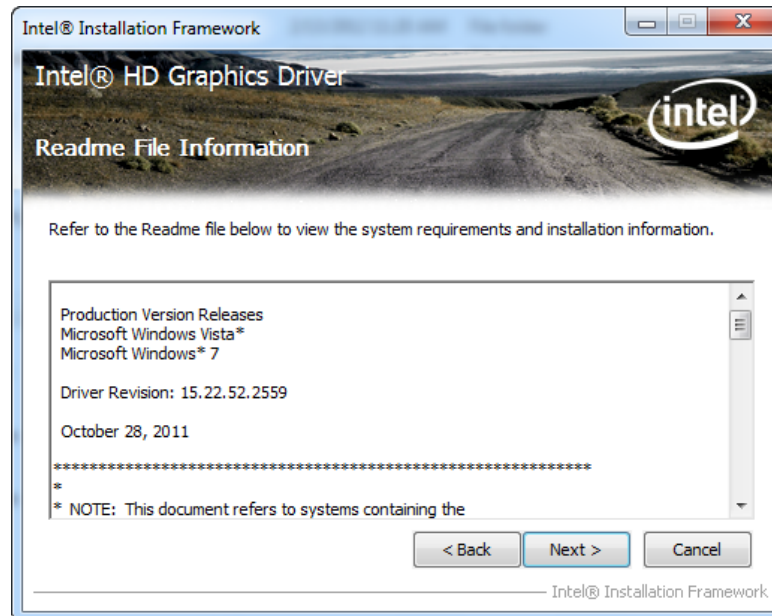 Intel® Installation Framework
Intel® HD Graphics Driver
intel
Readme File Information
Refer to the Readme file below to view the system requirements and installation information.
Production Version Releases
Microsoft Windows Vista*
Microsoft Windows* 7
Driver Revision: 15.22.52.2559
October 28, 2011
************************************************************
*
* NOTE: This document refers to systems containing the
< Back
Next >
Cancel
Intel® Installation Framework